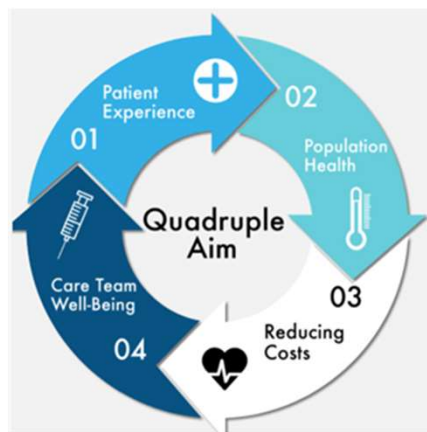 01
Patient
Experience
02
Population
Health
Quadruple
Aim
03
Reducing
Costs
04
Care Team
Well-Being